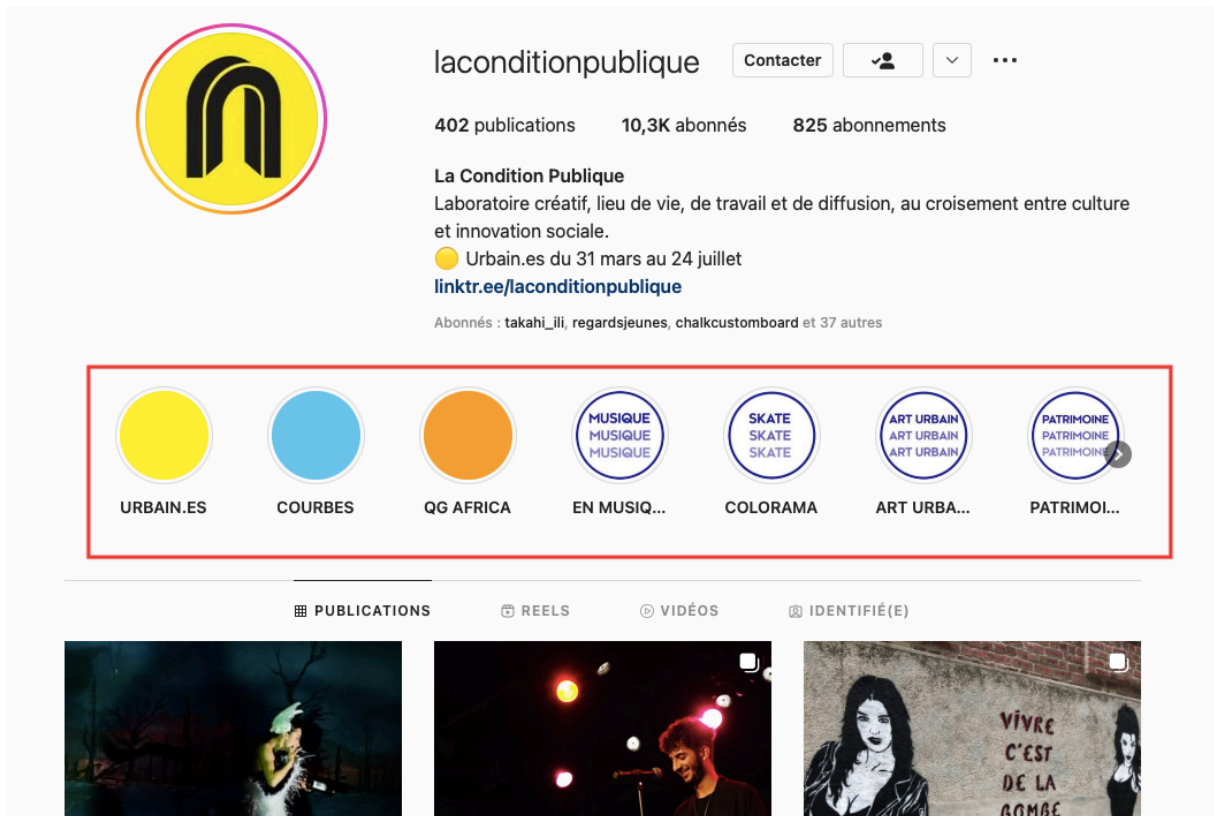 laconditionpublique Contacter
402 publications 10,3K abonnés 825 abonnements
La Condition Publique
Laboratoire créatif, lieu de vie, de travail et de diffusion, au croisement entre culture
et innovation sociale.
Urbain.es du 31 mars au 24 juillet
linktr.ee/laconditionpublique
Abonnés : takahi_ili, regardsjeunes, chalkcustomboard et 37 autres
MUSIQUE
MUSIQUE
MUSIQUE
SKATE
SKATE
SKATE
ART URBAIN
ART URBAIN
ART URBAIN
PATRIMOINE
PATRIMOINE
PATRIMOINE
URBAIN.ES COURBES QG AFRICA EN MUSIQ... COLORAMA ART URBA... PATRIMOI...
PUBLICATIONS REELS VIDÉOS IDENTIFIÉ(E)
VIVRE
C'EST
DE LA
BOMBE